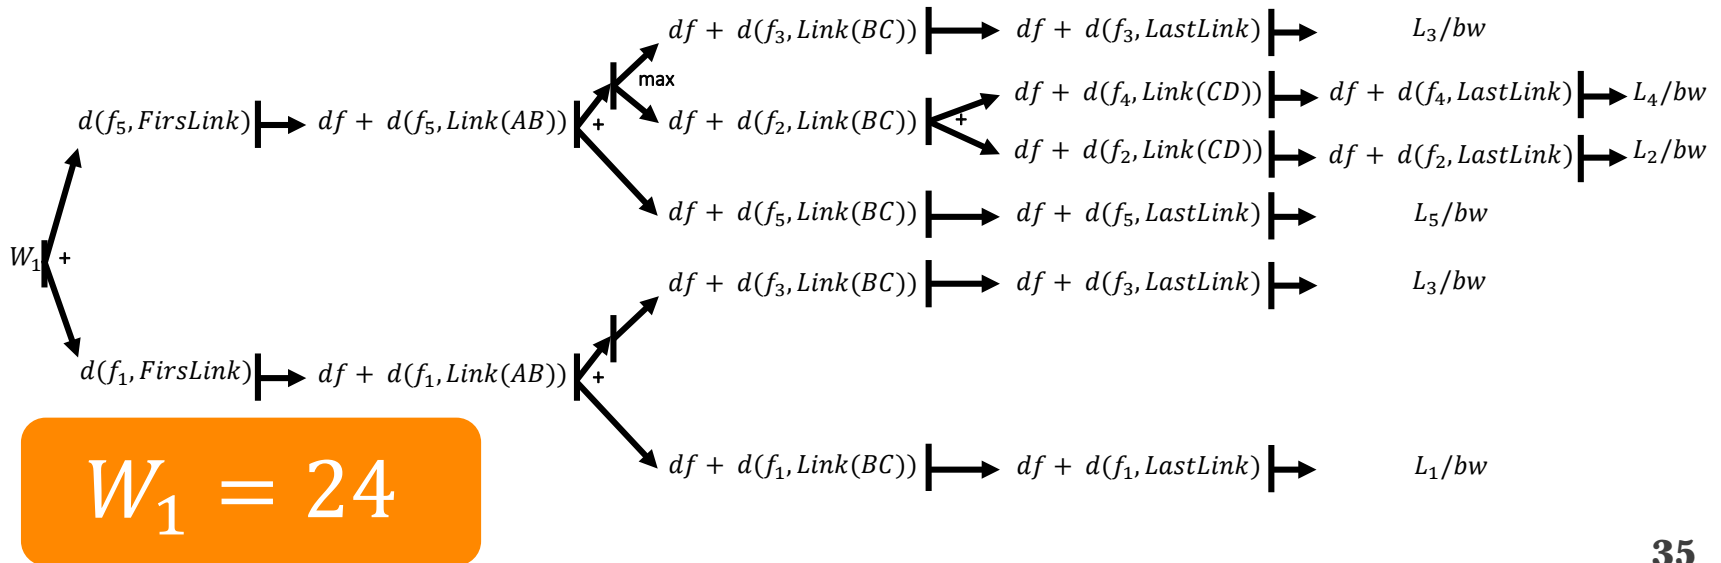 df + d(f₃, Link(BC)) df + d(f₃, LastLink) L₃/bw
max
df + d(f₄, Link(CD)) df + d(f₄, LastLink) L₄/bw
d(f₅, FirsLink) df + d(f₅, Link(AB)) + df + d(f₂, Link(BC)) +
df + d(f₂, Link(CD)) df + d(f₂, LastLink) L₂/bw
df + d(f₅, Link(BC)) df + d(f₅, LastLink) L₅/bw
W₁ +
df + d(f₃, Link(BC)) df + d(f₃, LastLink) L₃/bw
d(f₁, FirsLink) df + d(f₁, Link(AB)) +
df + d(f₁, Link(BC)) df + d(f₁, LastLink) L₁/bw
W₁ = 24
35